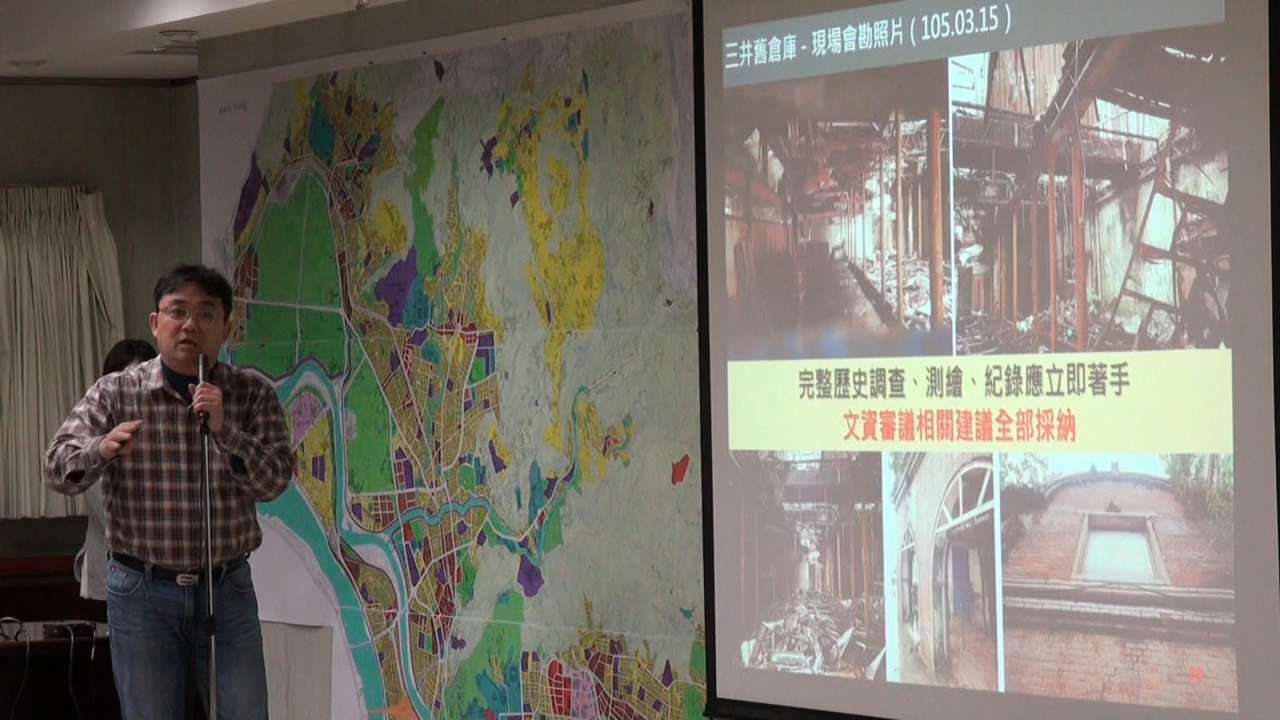 三井舊倉庫 - 現場會勘照片 ( 105.03.15 )
完整歷史調查、測繪、紀錄應立即著手
文資審議相關建議全部採納